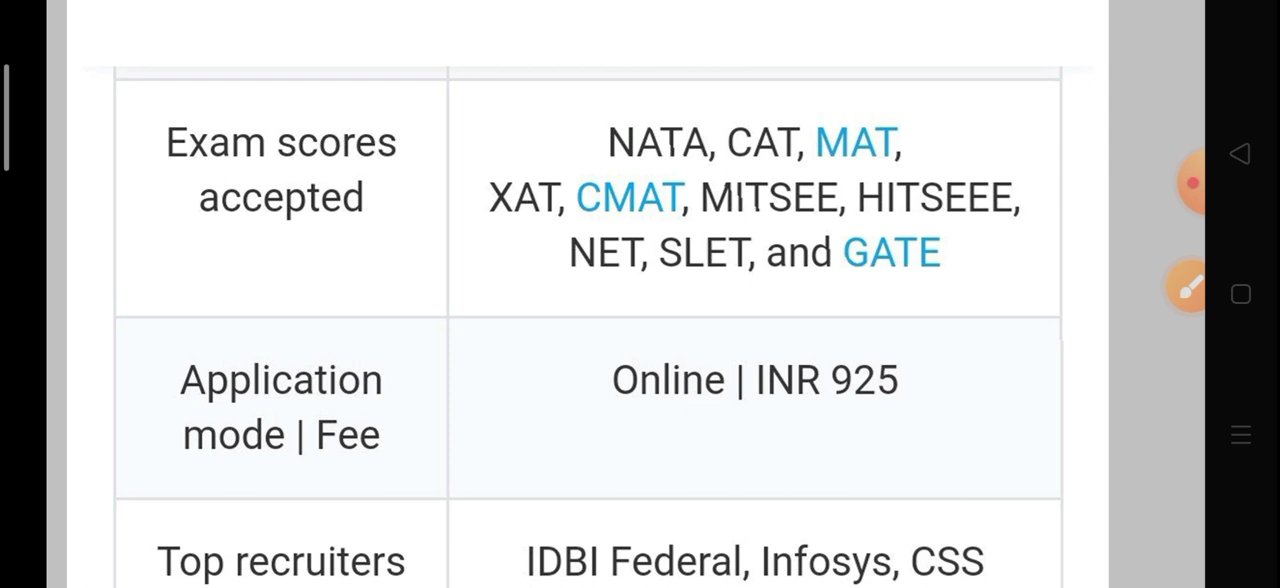 Exam scores
accepted
NATA, CAT, MAT,
XAT, CMAT, MITSEE, HITSEEE,
NET, SLET, and GATE
Application
mode | Fee
Online | INR 925
Top recruiters
IDBI Federal, Infosys, CSS